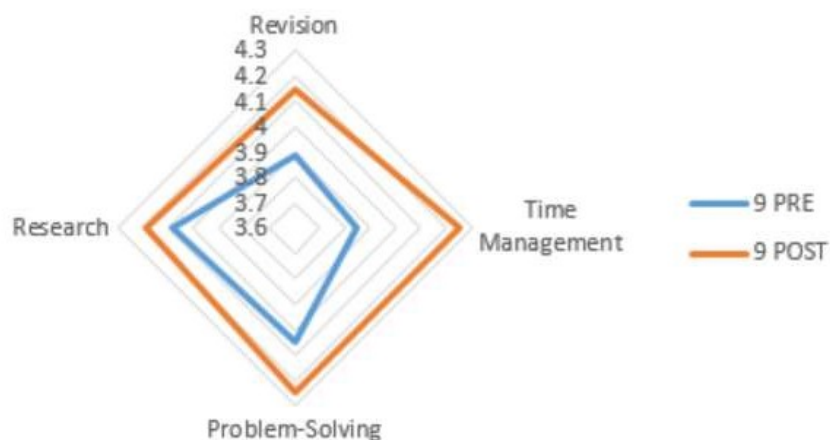 Revision
4.3
4.2
4.1
4
3.9
3.8
3.7
3.6
Research
Time
Management
9 PRE
9 POST
Problem-Solving